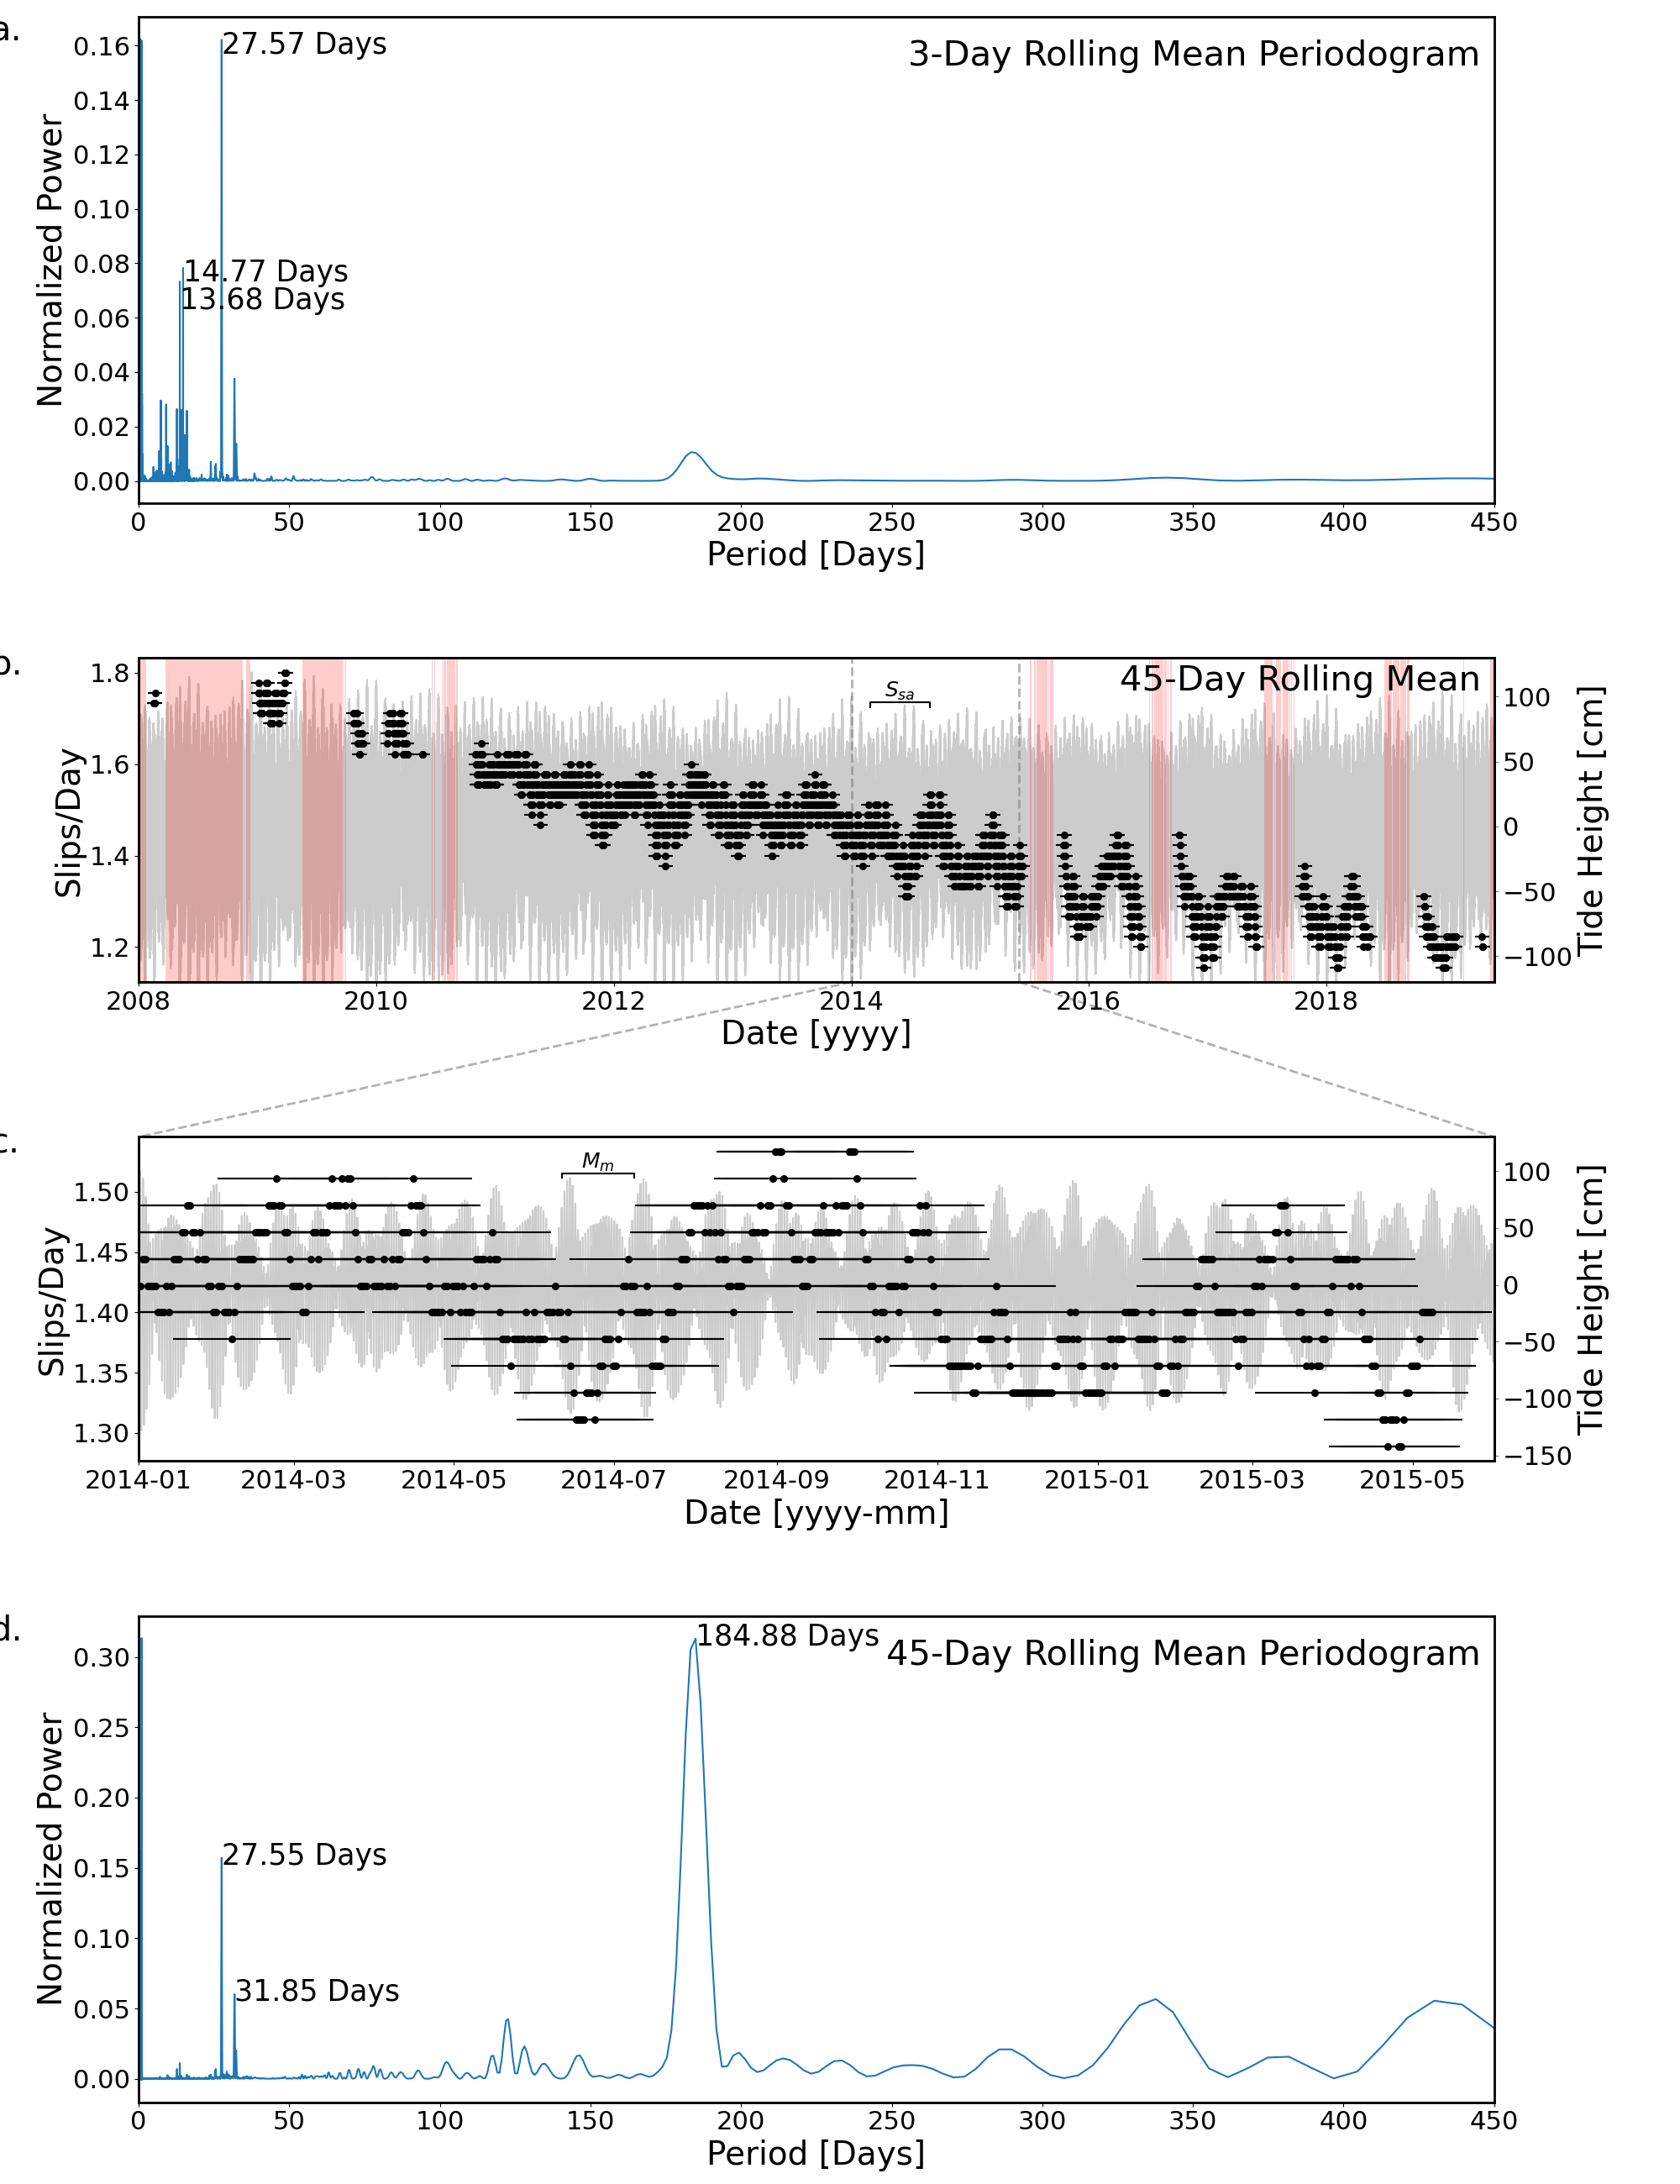 a.
27.57 Days
3-Day Rolling Mean Periodogram
14.77 Days
13.68 Days
Normalized Power
0.16
0.14
0.12
0.10
0.08
0.06
0.04
0.02
0.00
0 50 100 150 200 250 300 350 400 450
Period [Days]
b.
45-Day Rolling Mean
Ssa
Slips/Day
1.8
1.6
1.4
1.2
Tide Height [cm]
100
50
0
−50
−100
2008 2010 2012 2014 2016 2018
Date [yyyy]
c.
Mm
Slips/Day
1.50
1.45
1.40
1.35
1.30
Tide Height [cm]
100
50
0
−50
−100
−150
2014-01 2014-03 2014-05 2014-07 2014-09 2014-11 2015-01 2015-03 2015-05
Date [yyyy-mm]
d.
184.88 Days
45-Day Rolling Mean Periodogram
27.55 Days
31.85 Days
Normalized Power
0.30
0.25
0.20
0.15
0.10
0.05
0.00
0 50 100 150 200 250 300 350 400 450
Period [Days]